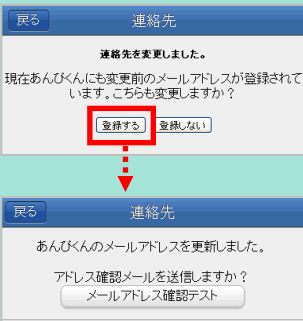 戻る 連絡先
連絡先を変更しました。
現在あんぴくんにも変更前のメールアドレスが登録されて
います。こちらも変更しますか？
登録する 登録しない
戻る 連絡先
あんぴくんのメールアドレスを更新しました。
アドレス確認メールを送信しますか？
メールアドレス確認テスト